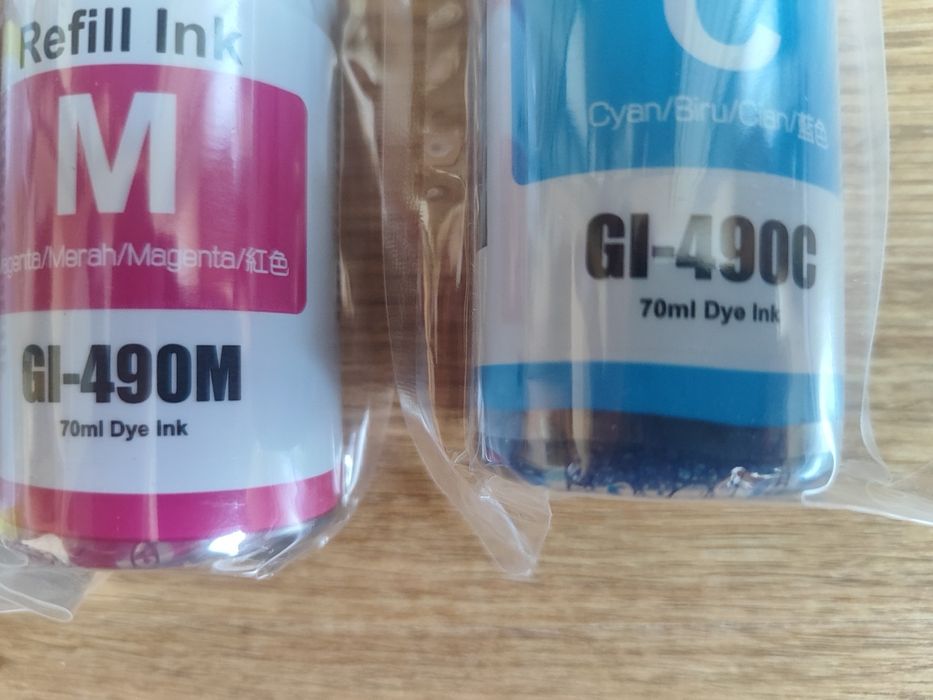 Refill Ink
M
agenta/Merah/Magenta/紅色
GI-490M
70ml Dye Ink
C
Cyan/Biru/Cian/藍色
GI-490C
70ml Dye Ink